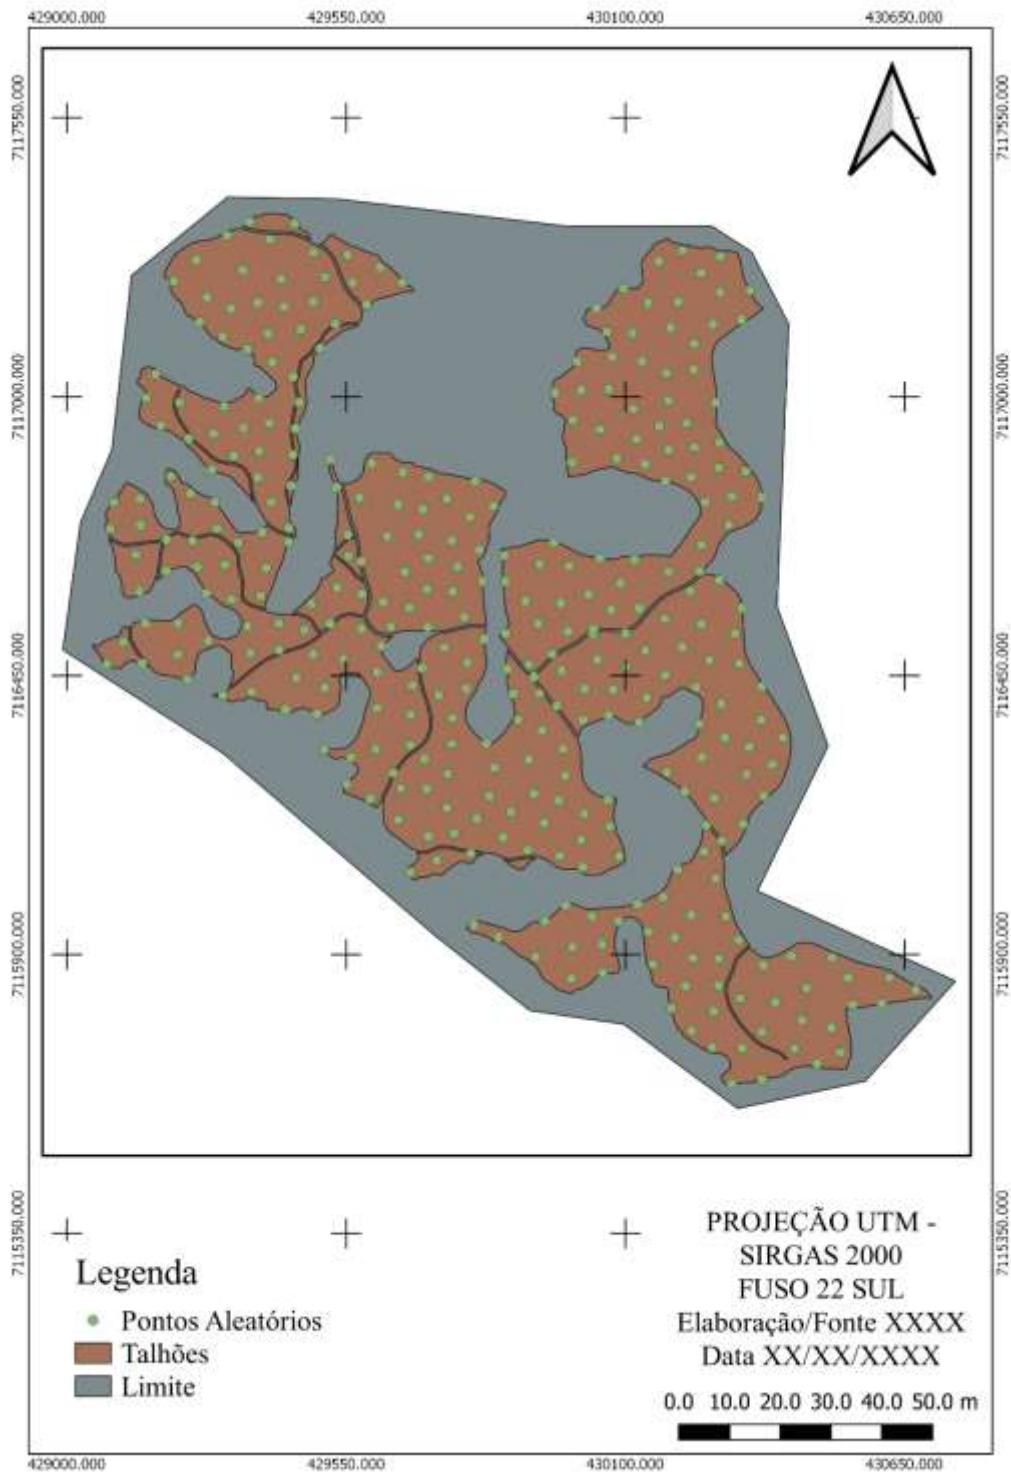 429000.000 429550.000 430100.000 430650.000
7117550.000 7117550.000
7117000.000 7117000.000
7116450.000 7116450.000
7115900.000 7115900.000
7115350.000 7115350.000
Legenda
Pontos Aleatórios
Talhões
Limite
PROJEÇÃO UTM -
SIRGAS 2000
FUSO 22 SUL
Elaboração/Fonte XXXX
Data XX/XX/XXXX
0.0 10.0 20.0 30.0 40.0 50.0 m
429000.000 429550.000 430100.000 430650.000